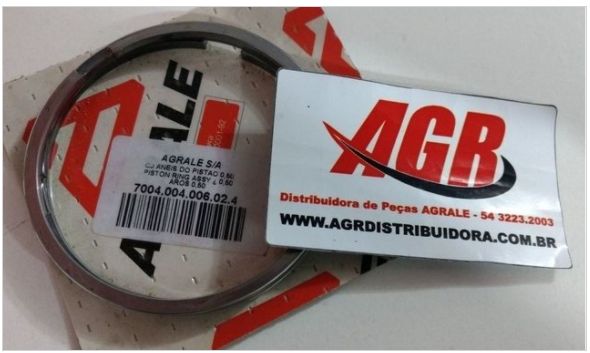 AGRALE
AGRALE S/A
CJ ANEIS DO PISTAO 0,50
PISTON RING ASSY 0,50
AROS 0,50
7004.004.006.02.4
AGR
Distribuidora de Peças AGRALE - 54 3223.2003
WWW.AGRDISTRIBUIDORA.COM.BR